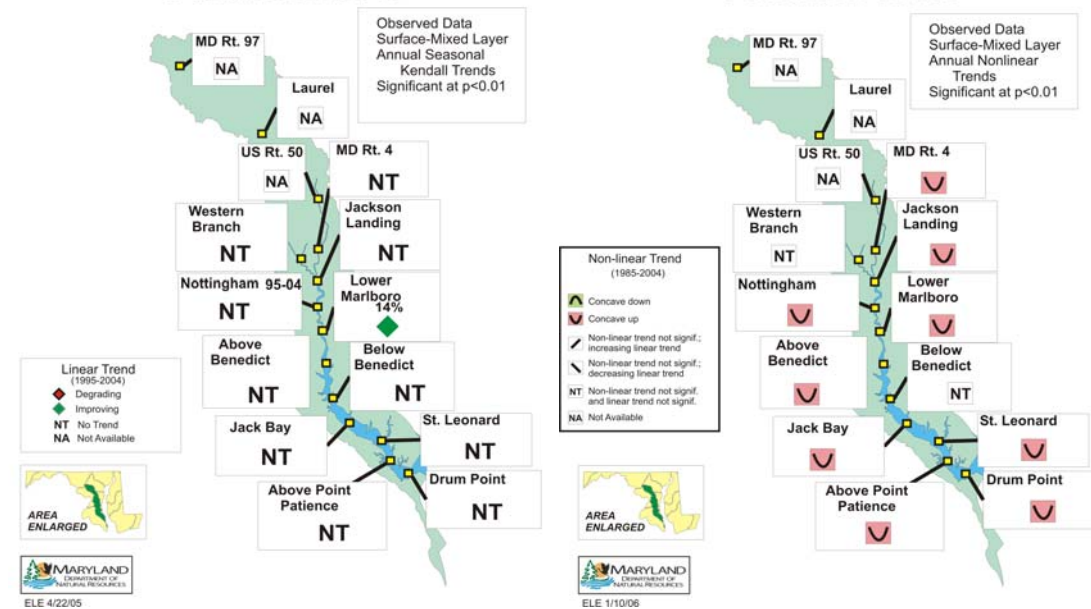 MD Rt. 97
NA
Observed Data
Surface-Mixed Layer
Annual Seasonal
Kendall Trends
Significant at p<0.01
Laurel
NA
US Rt. 50
NA
MD Rt. 4
NT
Western
Branch
NT
Jackson
Landing
NT
Nottingham 95-04
NT
Lower
Marlboro
14%
Above
Benedict
NT
Below
Benedict
NT
Linear Trend
(1995-2004)
Degrading
Improving
NT No Trend
NA Not Available
Jack Bay
NT
St. Leonard
NT
Above Point
Patience
NT
Drum Point
NT
AREA
ENLARGED
MARYLAND
DEPARTMENT OF
NATURAL RESOURCES
ELE 4/22/05
MD Rt. 97
NA
Observed Data
Surface-Mixed Layer
Annual Nonlinear
Trends
Significant at p<0.01
Laurel
NA
US Rt. 50
NA
MD Rt. 4
Western
Branch
NT
Jackson
Landing
Non-linear Trend
(1985-2004)
Concave down
Concave up
Non-linear trend not signif.;
increasing linear trend
Non-linear trend not signif.;
decreasing linear trend
NT Non-linear trend not signif.
and linear trend not signif.
NA Not Available
Nottingham
Lower
Marlboro
Above
Benedict
Below
Benedict
NT
Jack Bay
St. Leonard
Above Point
Patience
Drum Point
AREA
ENLARGED
MARYLAND
DEPARTMENT OF
NATURAL RESOURCES
ELE 1/10/06